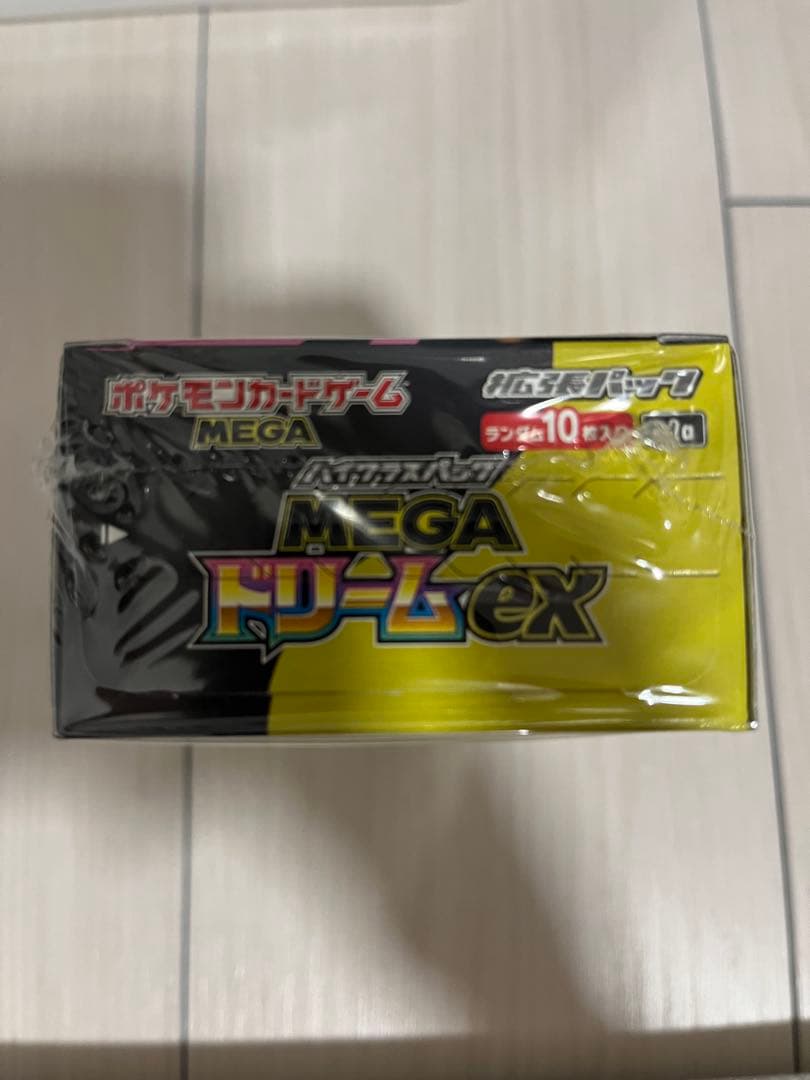 ポケモンカードゲーム
MEGA
拡張パック
ランダム10枚入り
ハイクラスパック
MEGA
ドリームex